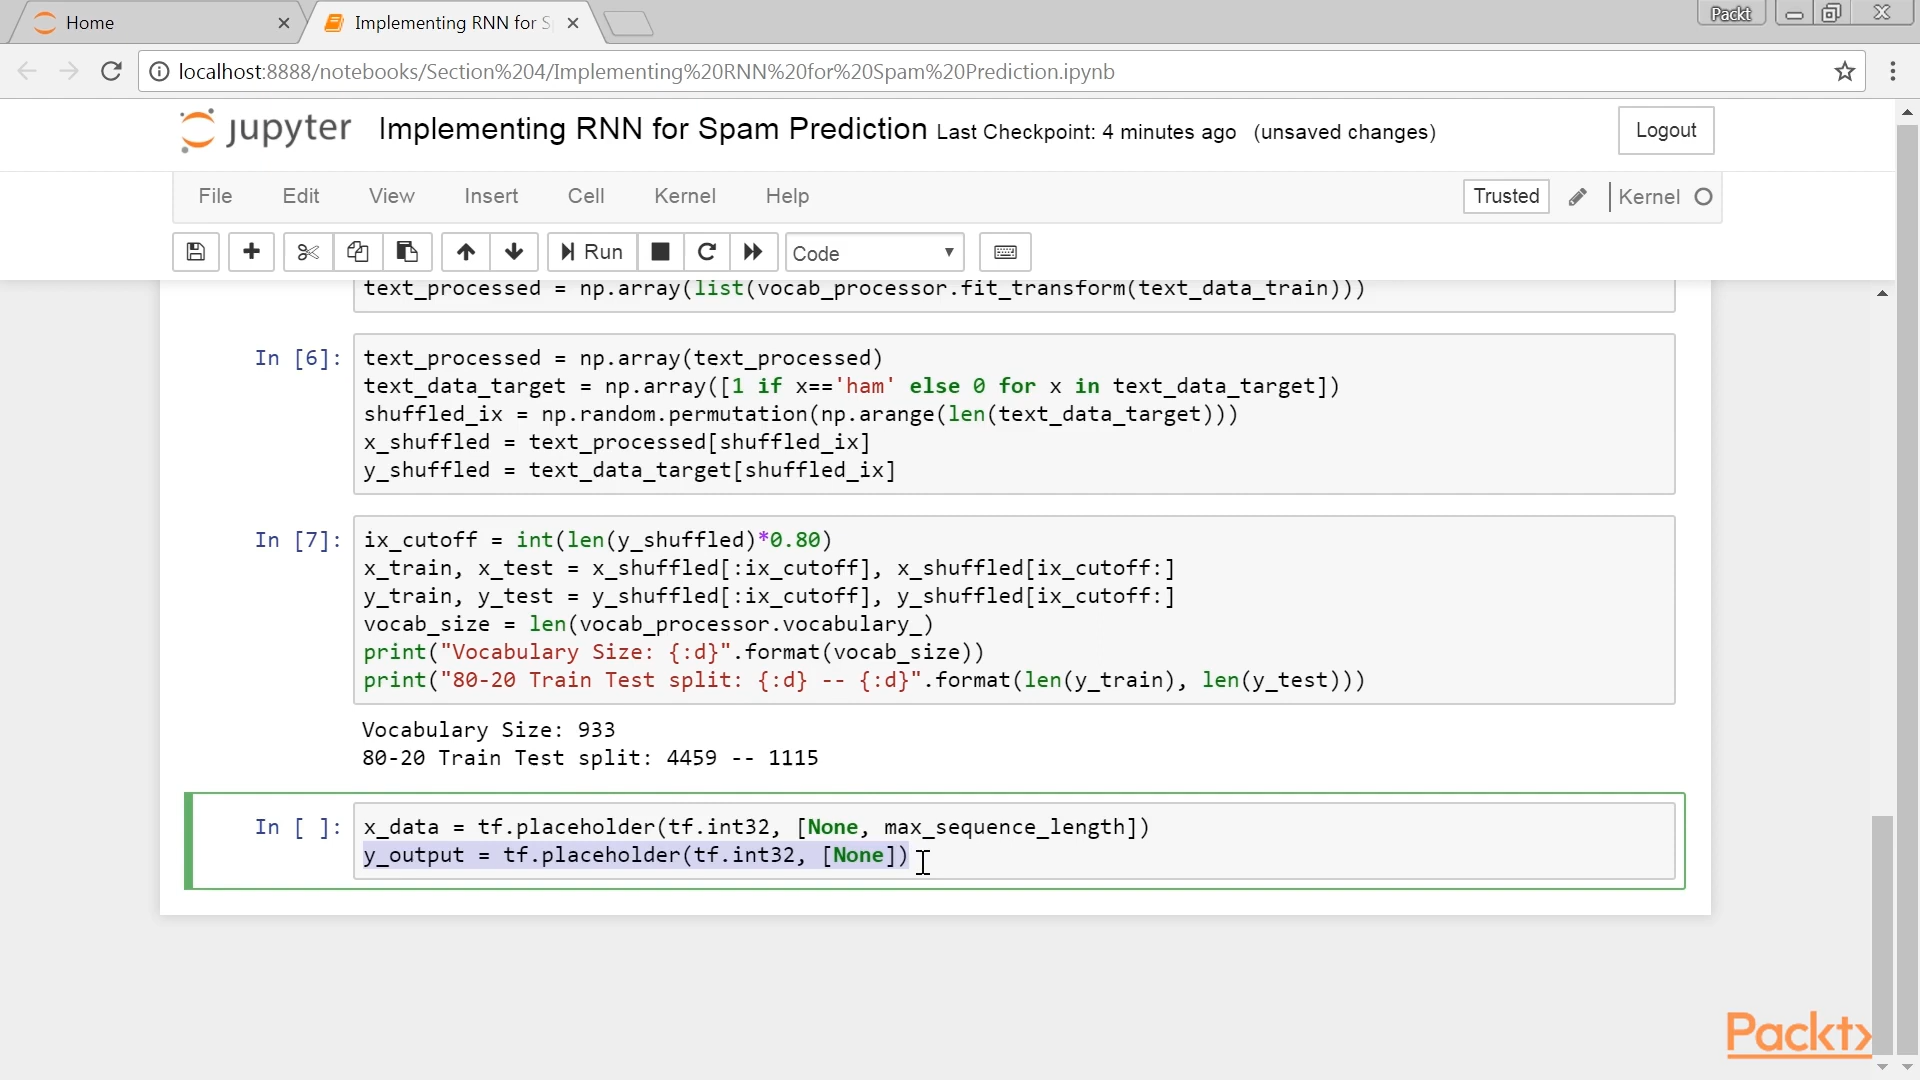 Home
Implementing RNN for S
Packt
localhost:8888/notebooks/Section%204/Implementing%20RNN%20for%20Spam%20Prediction.ipynb
jupyter Implementing RNN for Spam Prediction Last Checkpoint: 4 minutes ago (unsaved changes)
Logout
File Edit View Insert Cell Kernel Help
Trusted
Kernel
Run
Code
text_processed = np.array(list(vocab_processor.fit_transform(text_data_train)))
In [6]:
text_processed = np.array(text_processed)
text_data_target = np.array([1 if x=='ham' else 0 for x in text_data_target])
shuffled_ix = np.random.permutation(np.arange(len(text_data_target)))
x_shuffled = text_processed[shuffled_ix]
y_shuffled = text_data_target[shuffled_ix]
In [7]:
ix_cutoff = int(len(y_shuffled)*0.80)
x_train, x_test = x_shuffled[:ix_cutoff], x_shuffled[ix_cutoff:]
y_train, y_test = y_shuffled[:ix_cutoff], y_shuffled[ix_cutoff:]
vocab_size = len(vocab_processor.vocabulary_)
print("Vocabulary Size: {:d}".format(vocab_size))
print("80-20 Train Test split: {:d} -- {:d}".format(len(y_train), len(y_test)))
Vocabulary Size: 933
80-20 Train Test split: 4459 -- 1115
In [ ]:
x_data = tf.placeholder(tf.int32, [None, max_sequence_length])
y_output = tf.placeholder(tf.int32, [None])
Packt